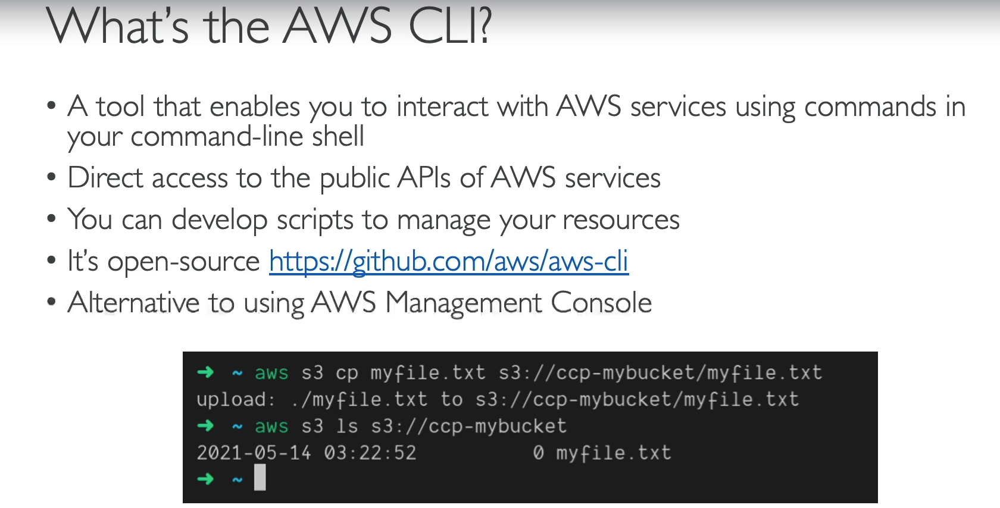 What's the AWS CLI?
• A tool that enables you to interact with AWS services using commands in
your command-line shell
• Direct access to the public APIs of AWS services
• You can develop scripts to manage your resources
• It's open-source https://github.com/aws/aws-cli
• Alternative to using AWS Management Console
➜ ~ aws s3 cp myfile.txt s3://ccp-mybucket/myfile.txt
upload: ./myfile.txt to s3://ccp-mybucket/myfile.txt
➜ ~ aws s3 ls s3://ccp-mybucket
2021-05-14 03:22:52 0 myfile.txt
➜ ~